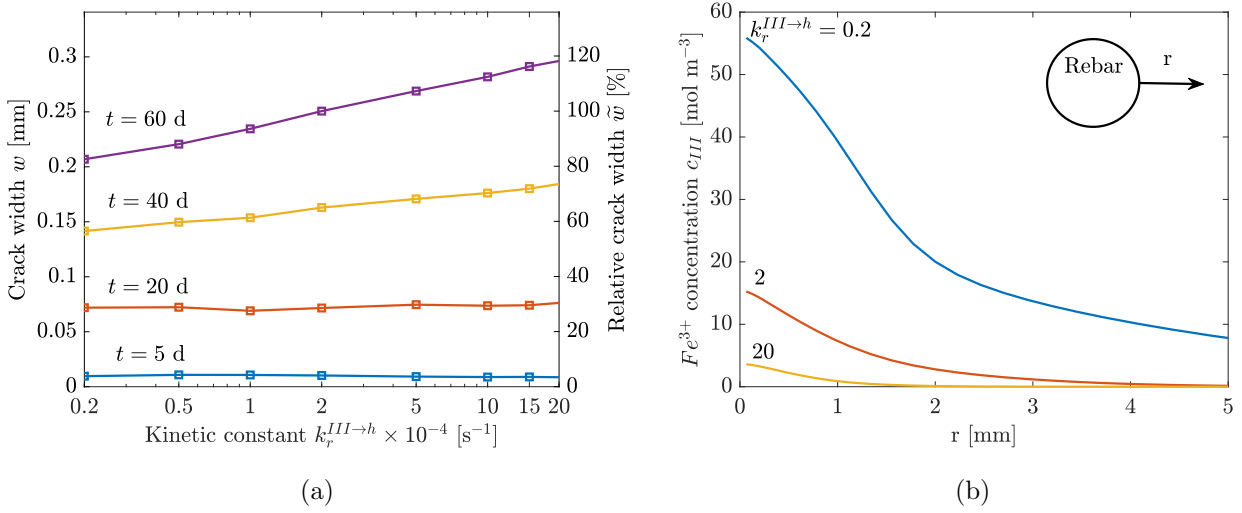 0.3
0.25
0.2
0.15
0.1
0.05
0
Crack width w [mm]
120
100
80
60
40
20
0
Relative crack width w̃ [%]
t = 60 d
t = 40 d
t = 20 d
t = 5 d
0.2 0.5 1 2 5 10 15 20
Kinetic constant k_r^{III→h} × 10^{−4} [s^{−1}]
(a)
60
50
40
30
20
10
0
Fe^{3+} concentration c_{III} [mol m^{−3}]
k_r^{III→h} = 0.2
2
20
Rebar
r
0 1 2 3 4 5
r [mm]
(b)